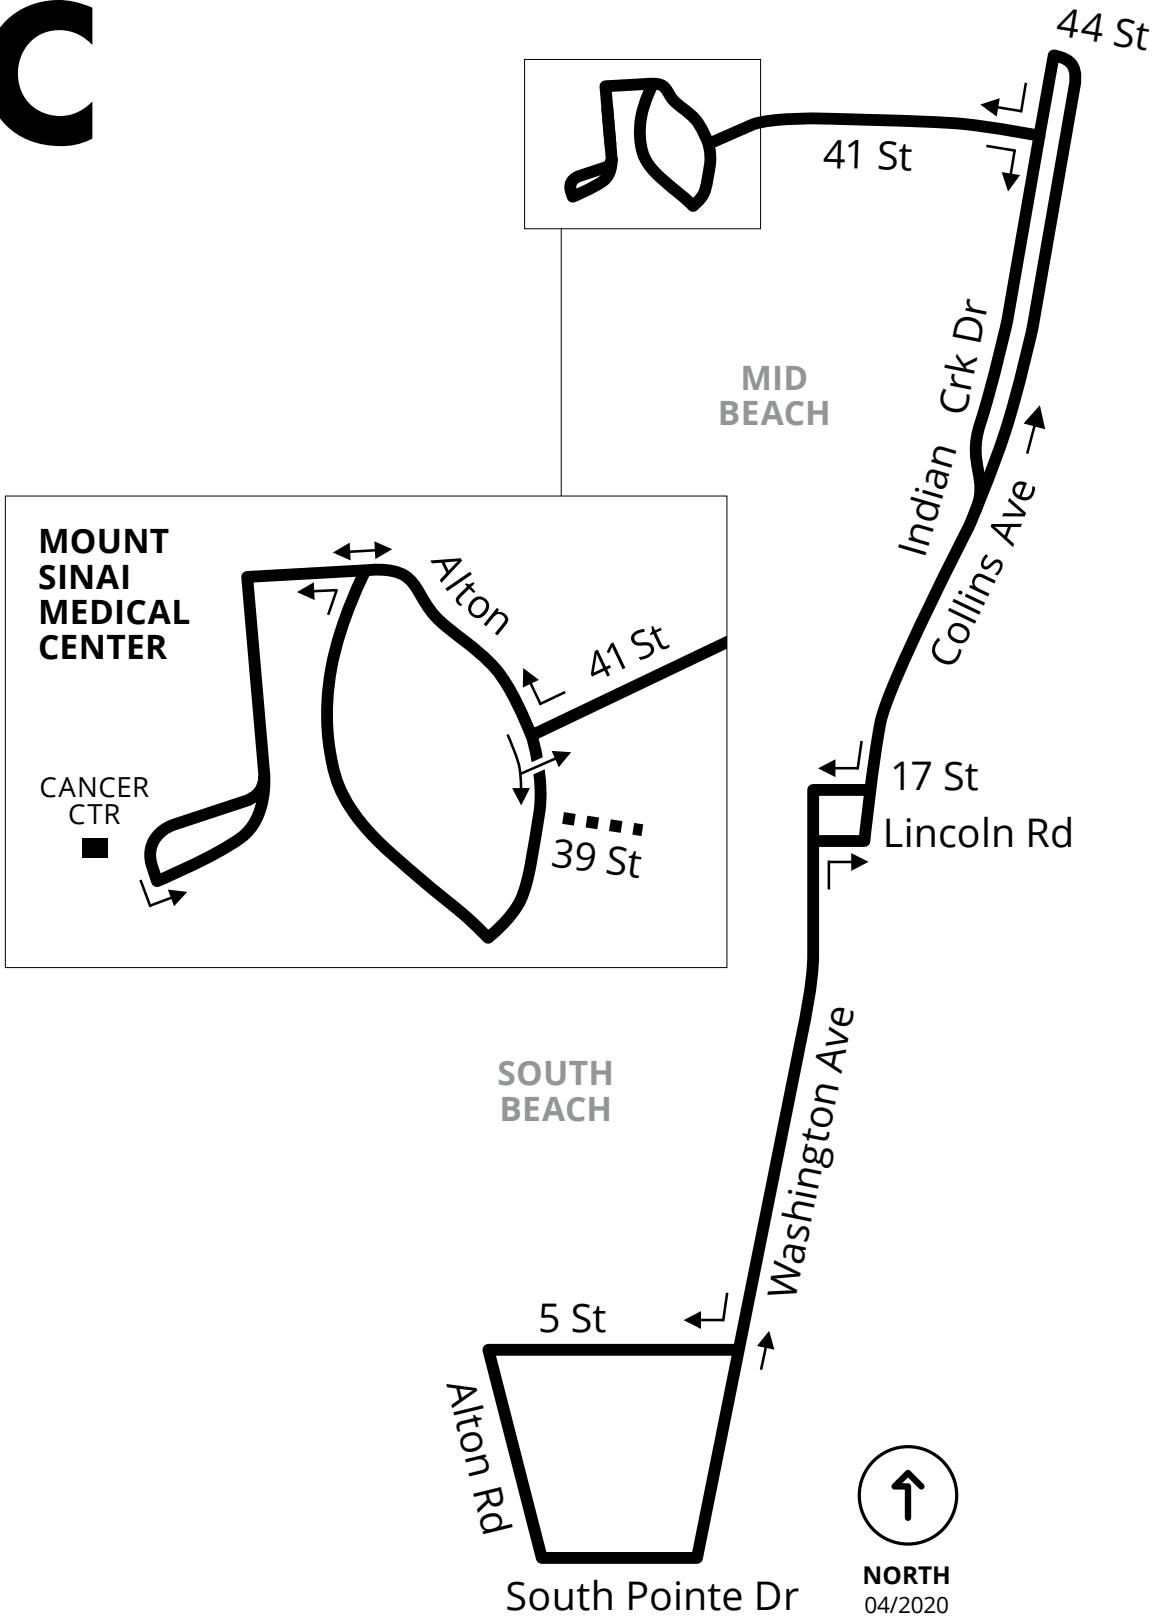 C
44 St
41 St
Indian Crk Dr
MID
BEACH
Collins Ave
MOUNT
SINAI
MEDICAL
CENTER
Alton
41 St
CANCER
CTR
39 St
17 St
Lincoln Rd
Washington Ave
SOUTH
BEACH
5 St
Alton Rd
South Pointe Dr
NORTH
04/2020